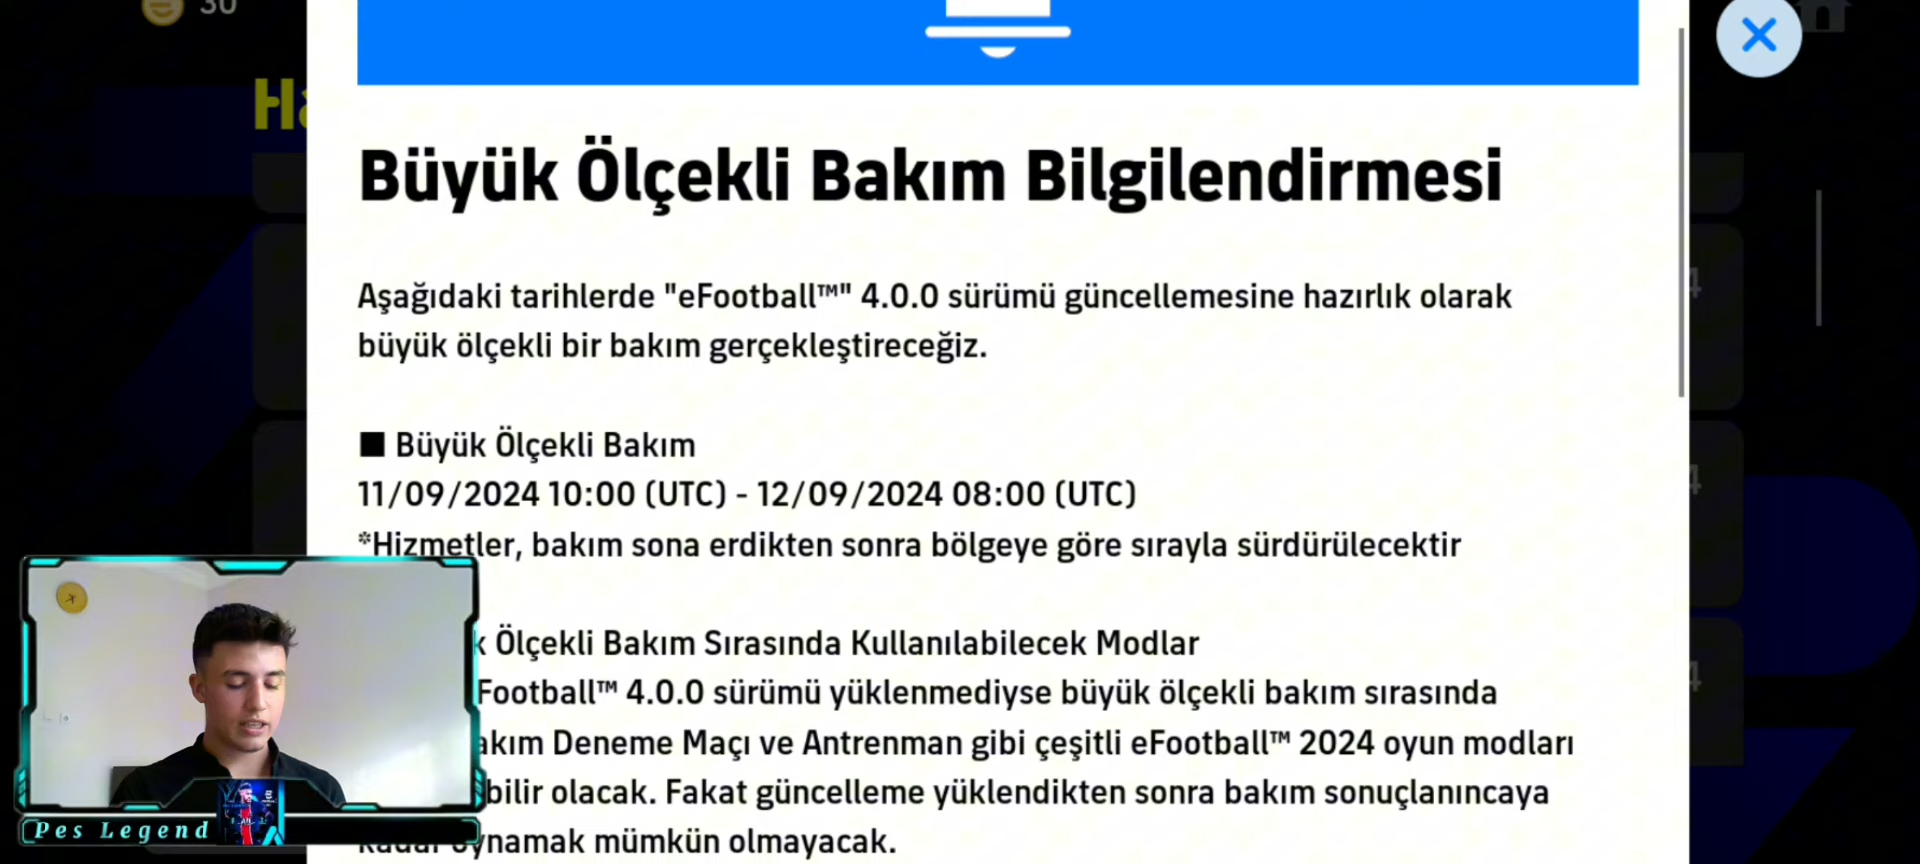 30
Büyük Ölçekli Bakım Bilgilendirmesi
Aşağıdaki tarihlerde "eFootball™" 4.0.0 sürümü güncellemesine hazırlık olarak
büyük ölçekli bir bakım gerçekleştireceğiz.
■ Büyük Ölçekli Bakım
11/09/2024 10:00 (UTC) - 12/09/2024 08:00 (UTC)
*Hizmetler, bakım sona erdikten sonra bölgeye göre sırayla sürdürülecektir
Ölçekli Bakım Sırasında Kullanılabilecek Modlar
Football™ 4.0.0 sürümü yüklenmediyse büyük ölçekli bakım sırasında
akım Deneme Maçı ve Antrenman gibi çeşitli eFootball™ 2024 oyun modları
bilir olacak. Fakat güncelleme yüklendikten sonra bakım sonuçlanıncaya
kadar oynamak mümkün olmayacak.
Pes Legend